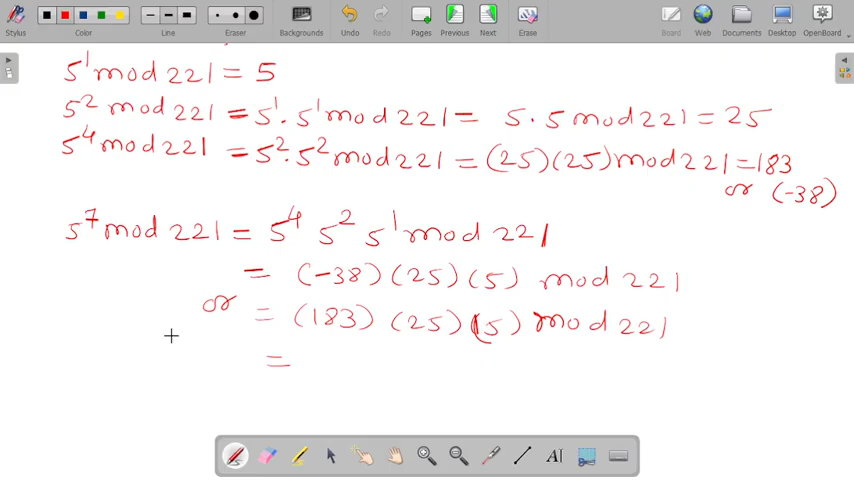 Stylus
Color
Line
Eraser
Backgrounds
Undo
Redo
Pages
Previous
Next
Erase
Board
Web
Documents
Desktop
OpenBoard
5¹ mod 221 = 5
5² mod 221 = 5¹. 5¹ mod 221 = 5 . 5 mod 221 = 25
5⁴ mod 221 = 5². 5² mod 221 = (25)(25) mod 221 = 183
or (-38)
5⁷ mod 221 = 5⁴ 5² 5¹ mod 221
= (-38) (25) (5) mod 221
or = (183) (25) (5) mod 221
=
AI